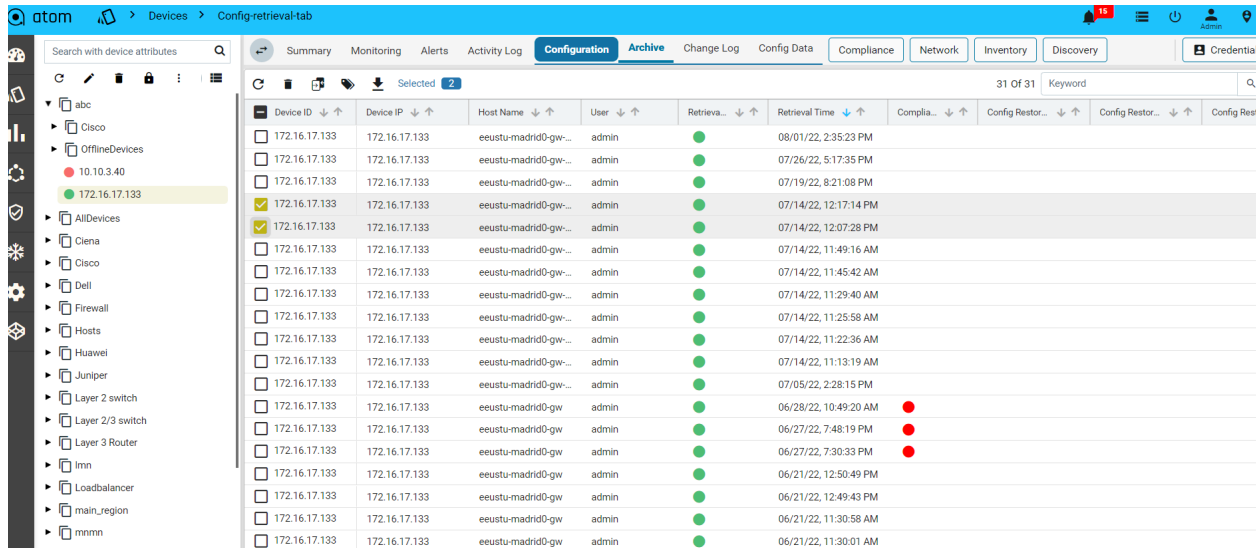 atom > Devices > Config-retrieval-tab 15 Admin
Search with device attributes
abc
Cisco
OfflineDevices
10.10.3.40
172.16.17.133
AllDevices
Ciena
Cisco
Dell
Firewall
Hosts
Huawei
Juniper
Layer 2 switch
Layer 2/3 switch
Layer 3 Router
lmn
Loadbalancer
main_region
mnmn
Summary Monitoring Alerts Activity Log Configuration Archive Change Log Config Data Compliance Network Inventory Discovery Credential
Selected 2 31 Of 31 Keyword
Device ID Device IP Host Name User Retrieva... Retrieval Time Complia... Config Restor... Config Restor... Config Rest
172.16.17.133 172.16.17.133 eeustu-madrid0-gw-... admin 08/01/22, 2:35:23 PM
172.16.17.133 172.16.17.133 eeustu-madrid0-gw-... admin 07/26/22, 5:17:35 PM
172.16.17.133 172.16.17.133 eeustu-madrid0-gw-... admin 07/19/22, 8:21:08 PM
172.16.17.133 172.16.17.133 eeustu-madrid0-gw-... admin 07/14/22, 12:17:14 PM
172.16.17.133 172.16.17.133 eeustu-madrid0-gw-... admin 07/14/22, 12:07:28 PM
172.16.17.133 172.16.17.133 eeustu-madrid0-gw-... admin 07/14/22, 11:49:16 AM
172.16.17.133 172.16.17.133 eeustu-madrid0-gw-... admin 07/14/22, 11:45:42 AM
172.16.17.133 172.16.17.133 eeustu-madrid0-gw-... admin 07/14/22, 11:29:40 AM
172.16.17.133 172.16.17.133 eeustu-madrid0-gw-... admin 07/14/22, 11:25:58 AM
172.16.17.133 172.16.17.133 eeustu-madrid0-gw-... admin 07/14/22, 11:22:36 AM
172.16.17.133 172.16.17.133 eeustu-madrid0-gw-... admin 07/14/22, 11:13:19 AM
172.16.17.133 172.16.17.133 eeustu-madrid0-gw-... admin 07/05/22, 2:28:15 PM
172.16.17.133 172.16.17.133 eeustu-madrid0-gw admin 06/28/22, 10:49:20 AM
172.16.17.133 172.16.17.133 eeustu-madrid0-gw admin 06/27/22, 7:48:19 PM
172.16.17.133 172.16.17.133 eeustu-madrid0-gw admin 06/27/22, 7:30:33 PM
172.16.17.133 172.16.17.133 eeustu-madrid0-gw admin 06/21/22, 12:50:49 PM
172.16.17.133 172.16.17.133 eeustu-madrid0-gw admin 06/21/22, 12:49:43 PM
172.16.17.133 172.16.17.133 eeustu-madrid0-gw admin 06/21/22, 11:30:58 AM
172.16.17.133 172.16.17.133 eeustu-madrid0-gw admin 06/21/22, 11:30:01 AM